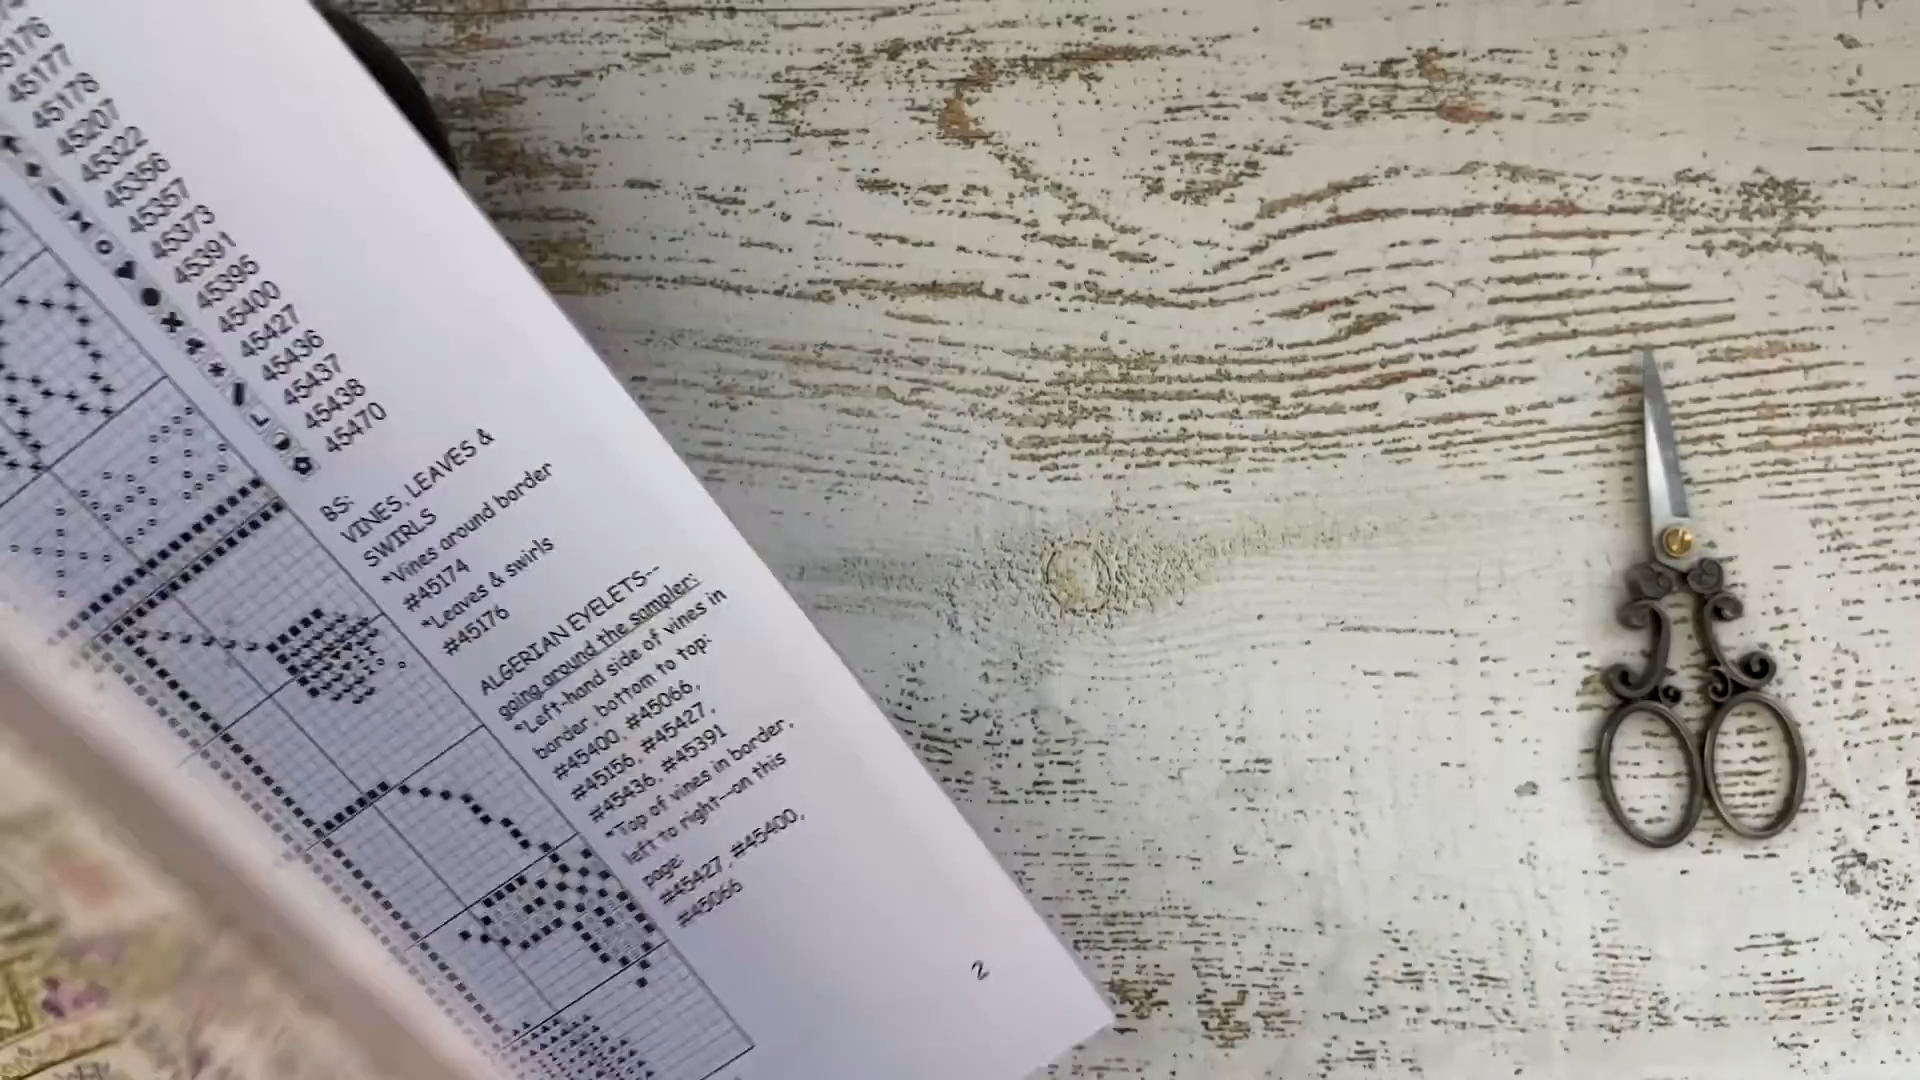 45177
45178
45207
45322
45356
45357
45373
45391
45395
45400
45427
45436
45437
45438
45470
BS:
VINES, LEAVES &
SWIRLS
*Vines around border
#45174
*Leaves & swirls
#45176
ALGERIAN EYELETS--
going around the sampler:
*Left-hand side of vines in
border, bottom to top:
#45400, #45066,
#45156, #45427,
#45436, #45391
*Top of vines in border,
left to right--on this
page:
#45427, #45400,
#45066
2